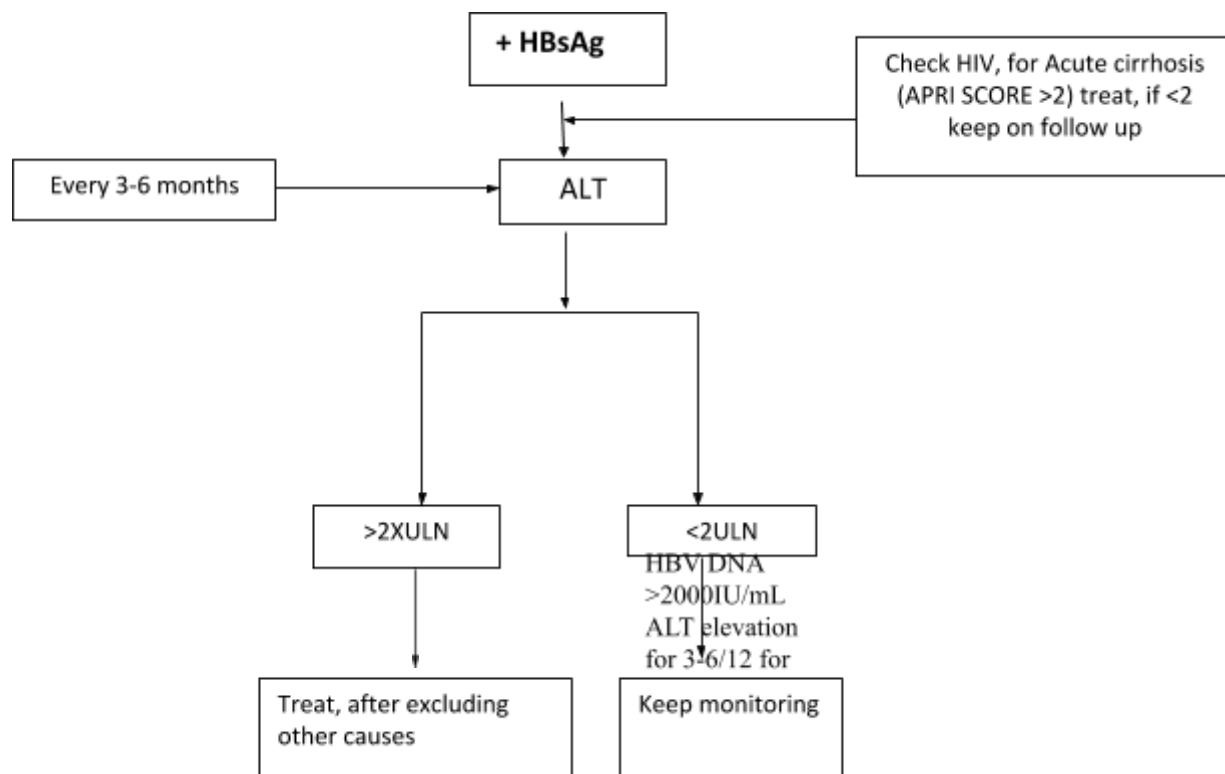 + HBsAg
Check HIV, for Acute cirrhosis
(APRI SCORE >2) treat, if <2
keep on follow up
Every 3-6 months
ALT
>2XULN
<2ULN
HBV DNA
>2000IU/mL
ALT elevation
for 3-6/12 for
Treat, after excluding
other causes
Keep monitoring